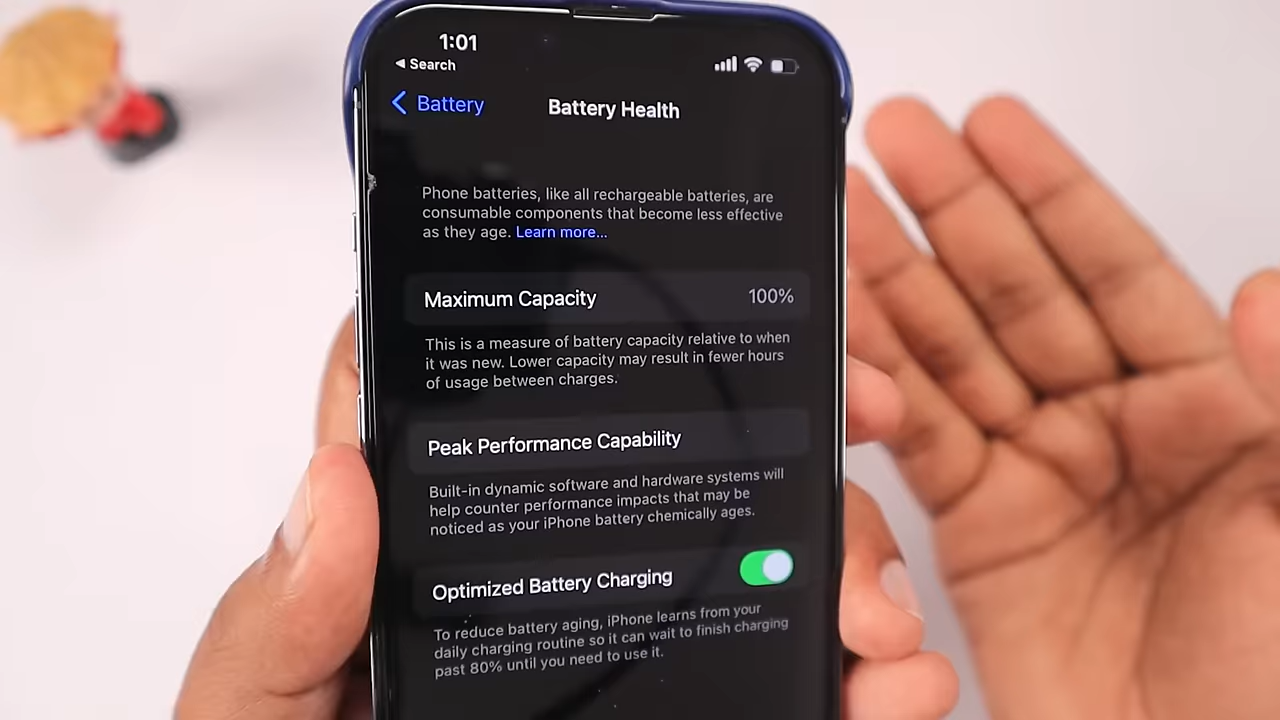 1:01
Search
Battery
Battery Health
Phone batteries, like all rechargeable batteries, are
consumable components that become less effective
as they age. Learn more...
Maximum Capacity 100%
This is a measure of battery capacity relative to when
it was new. Lower capacity may result in fewer hours
of usage between charges.
Peak Performance Capability
Built-in dynamic software and hardware systems will
help counter performance impacts that may be
noticed as your iPhone battery chemically ages.
Optimized Battery Charging
To reduce battery aging, iPhone learns from your
daily charging routine so it can wait to finish charging
past 80% until you need to use it.